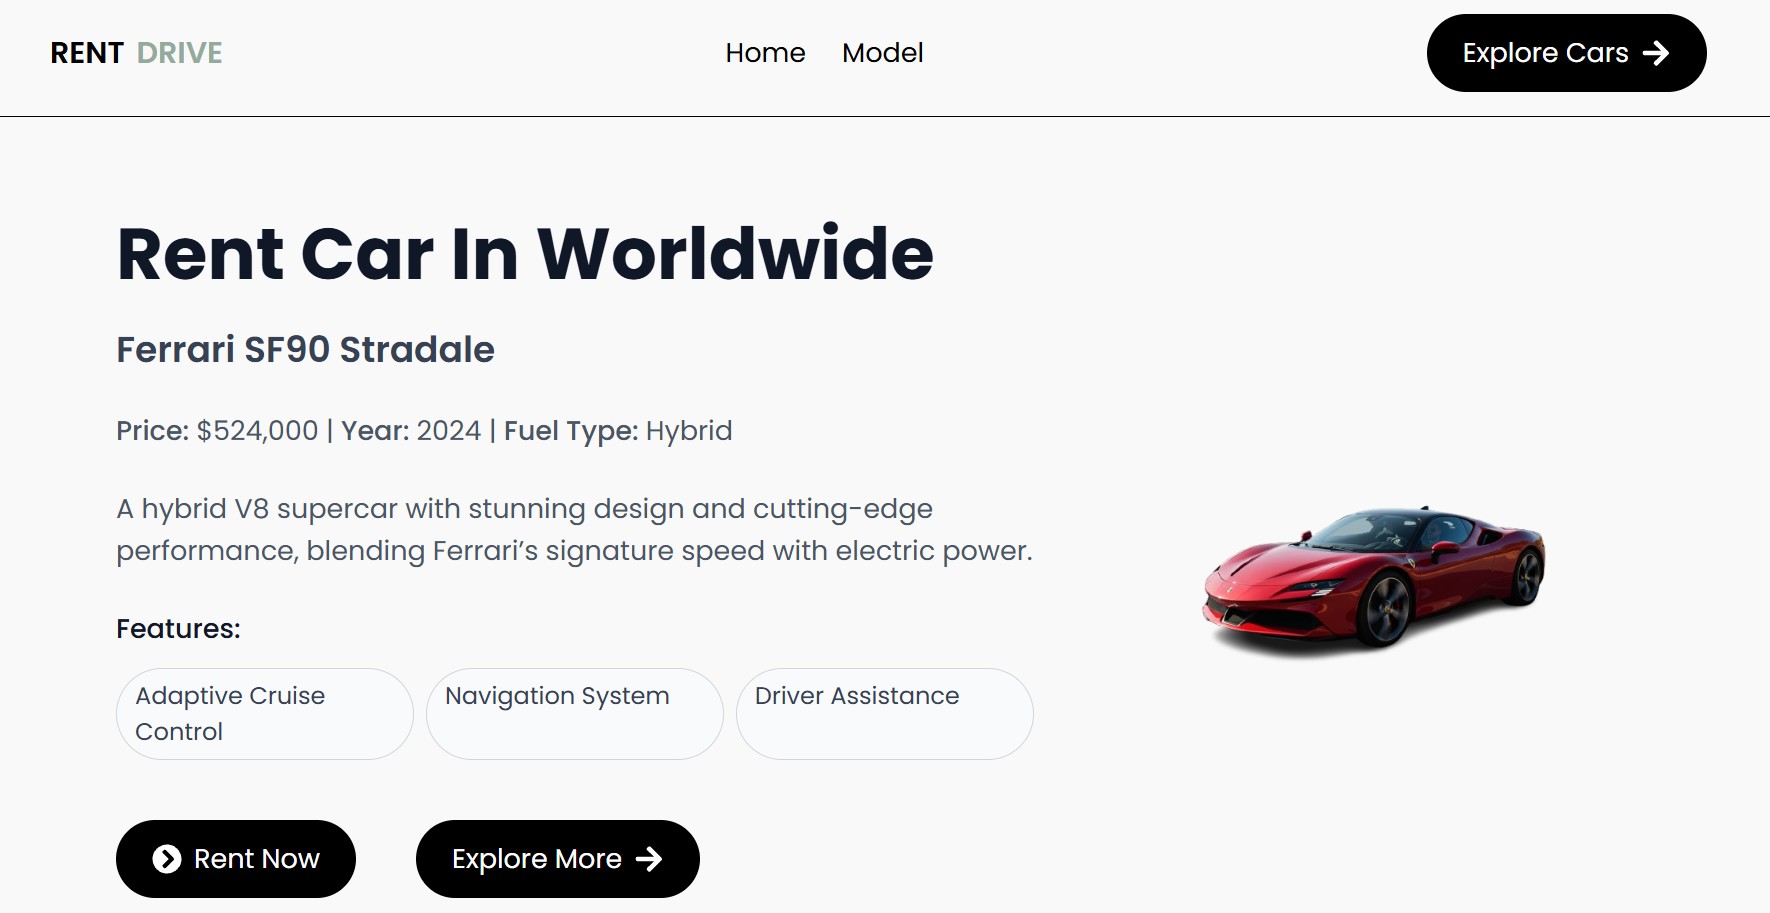 RENT DRIVE
Home Model
Explore Cars
Rent Car In Worldwide
Ferrari SF90 Stradale
Price: $524,000 | Year: 2024 | Fuel Type: Hybrid
A hybrid V8 supercar with stunning design and cutting-edge
performance, blending Ferrari’s signature speed with electric power.
Features:
Adaptive Cruise
Control
Navigation System
Driver Assistance
Rent Now
Explore More